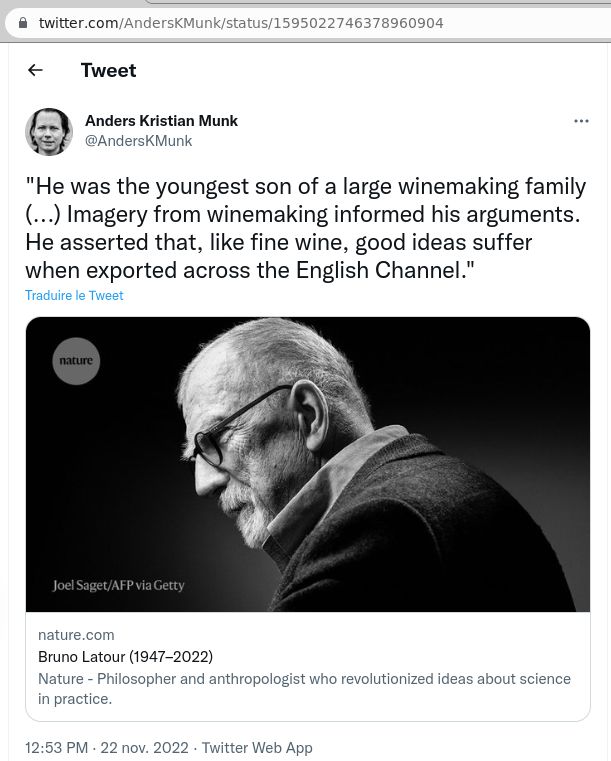 twitter.com/AndersKMunk/status/1595022746378960904
← Tweet
Anders Kristian Munk
@AndersKMunk
"He was the youngest son of a large winemaking family
(...) Imagery from winemaking informed his arguments.
He asserted that, like fine wine, good ideas suffer
when exported across the English Channel."
Traduire le Tweet
nature
Joel Saget/AFP via Getty
nature.com
Bruno Latour (1947–2022)
Nature - Philosopher and anthropologist who revolutionized ideas about science
in practice.
12:53 PM · 22 nov. 2022 · Twitter Web App